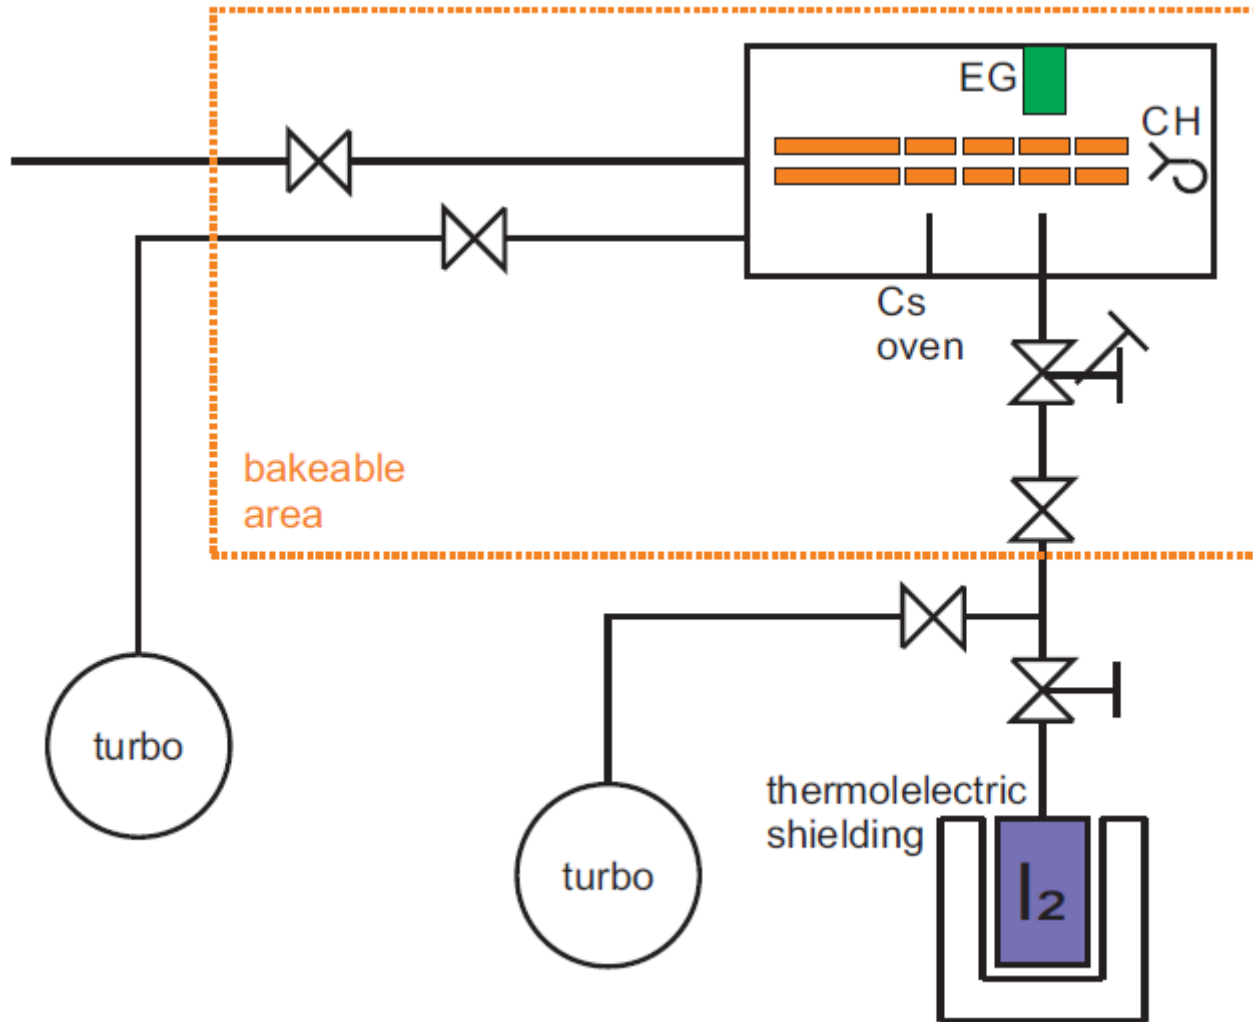 EG
CH
Cs
oven
bakeable
area
turbo
thermolelectric
shielding
turbo
I₂